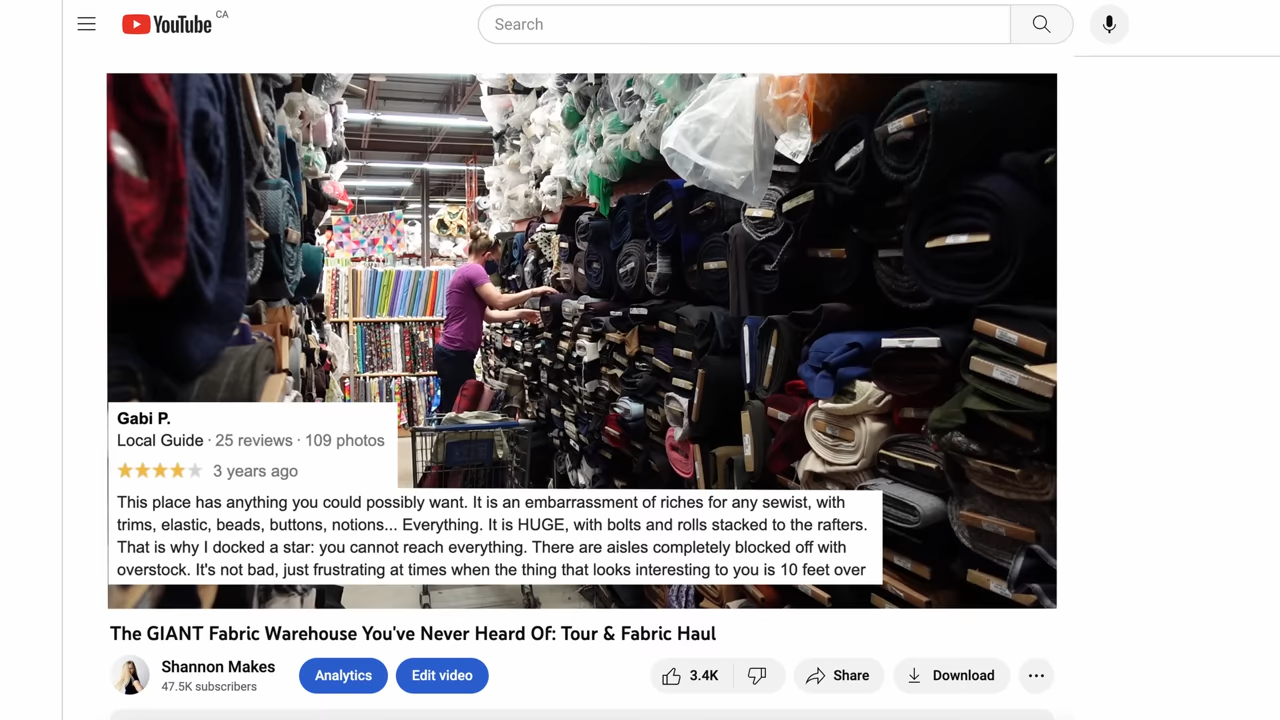 YouTube CA
Search
Gabi P.
Local Guide · 25 reviews · 109 photos
3 years ago
This place has anything you could possibly want. It is an embarrassment of riches for any sewist, with
trims, elastic, beads, buttons, notions... Everything. It is HUGE, with bolts and rolls stacked to the rafters.
That is why I docked a star: you cannot reach everything. There are aisles completely blocked off with
overstock. It's not bad, just frustrating at times when the thing that looks interesting to you is 10 feet over
The GIANT Fabric Warehouse You've Never Heard Of: Tour & Fabric Haul
Shannon Makes
47.5K subscribers
Analytics
Edit video
3.4K
Share
Download